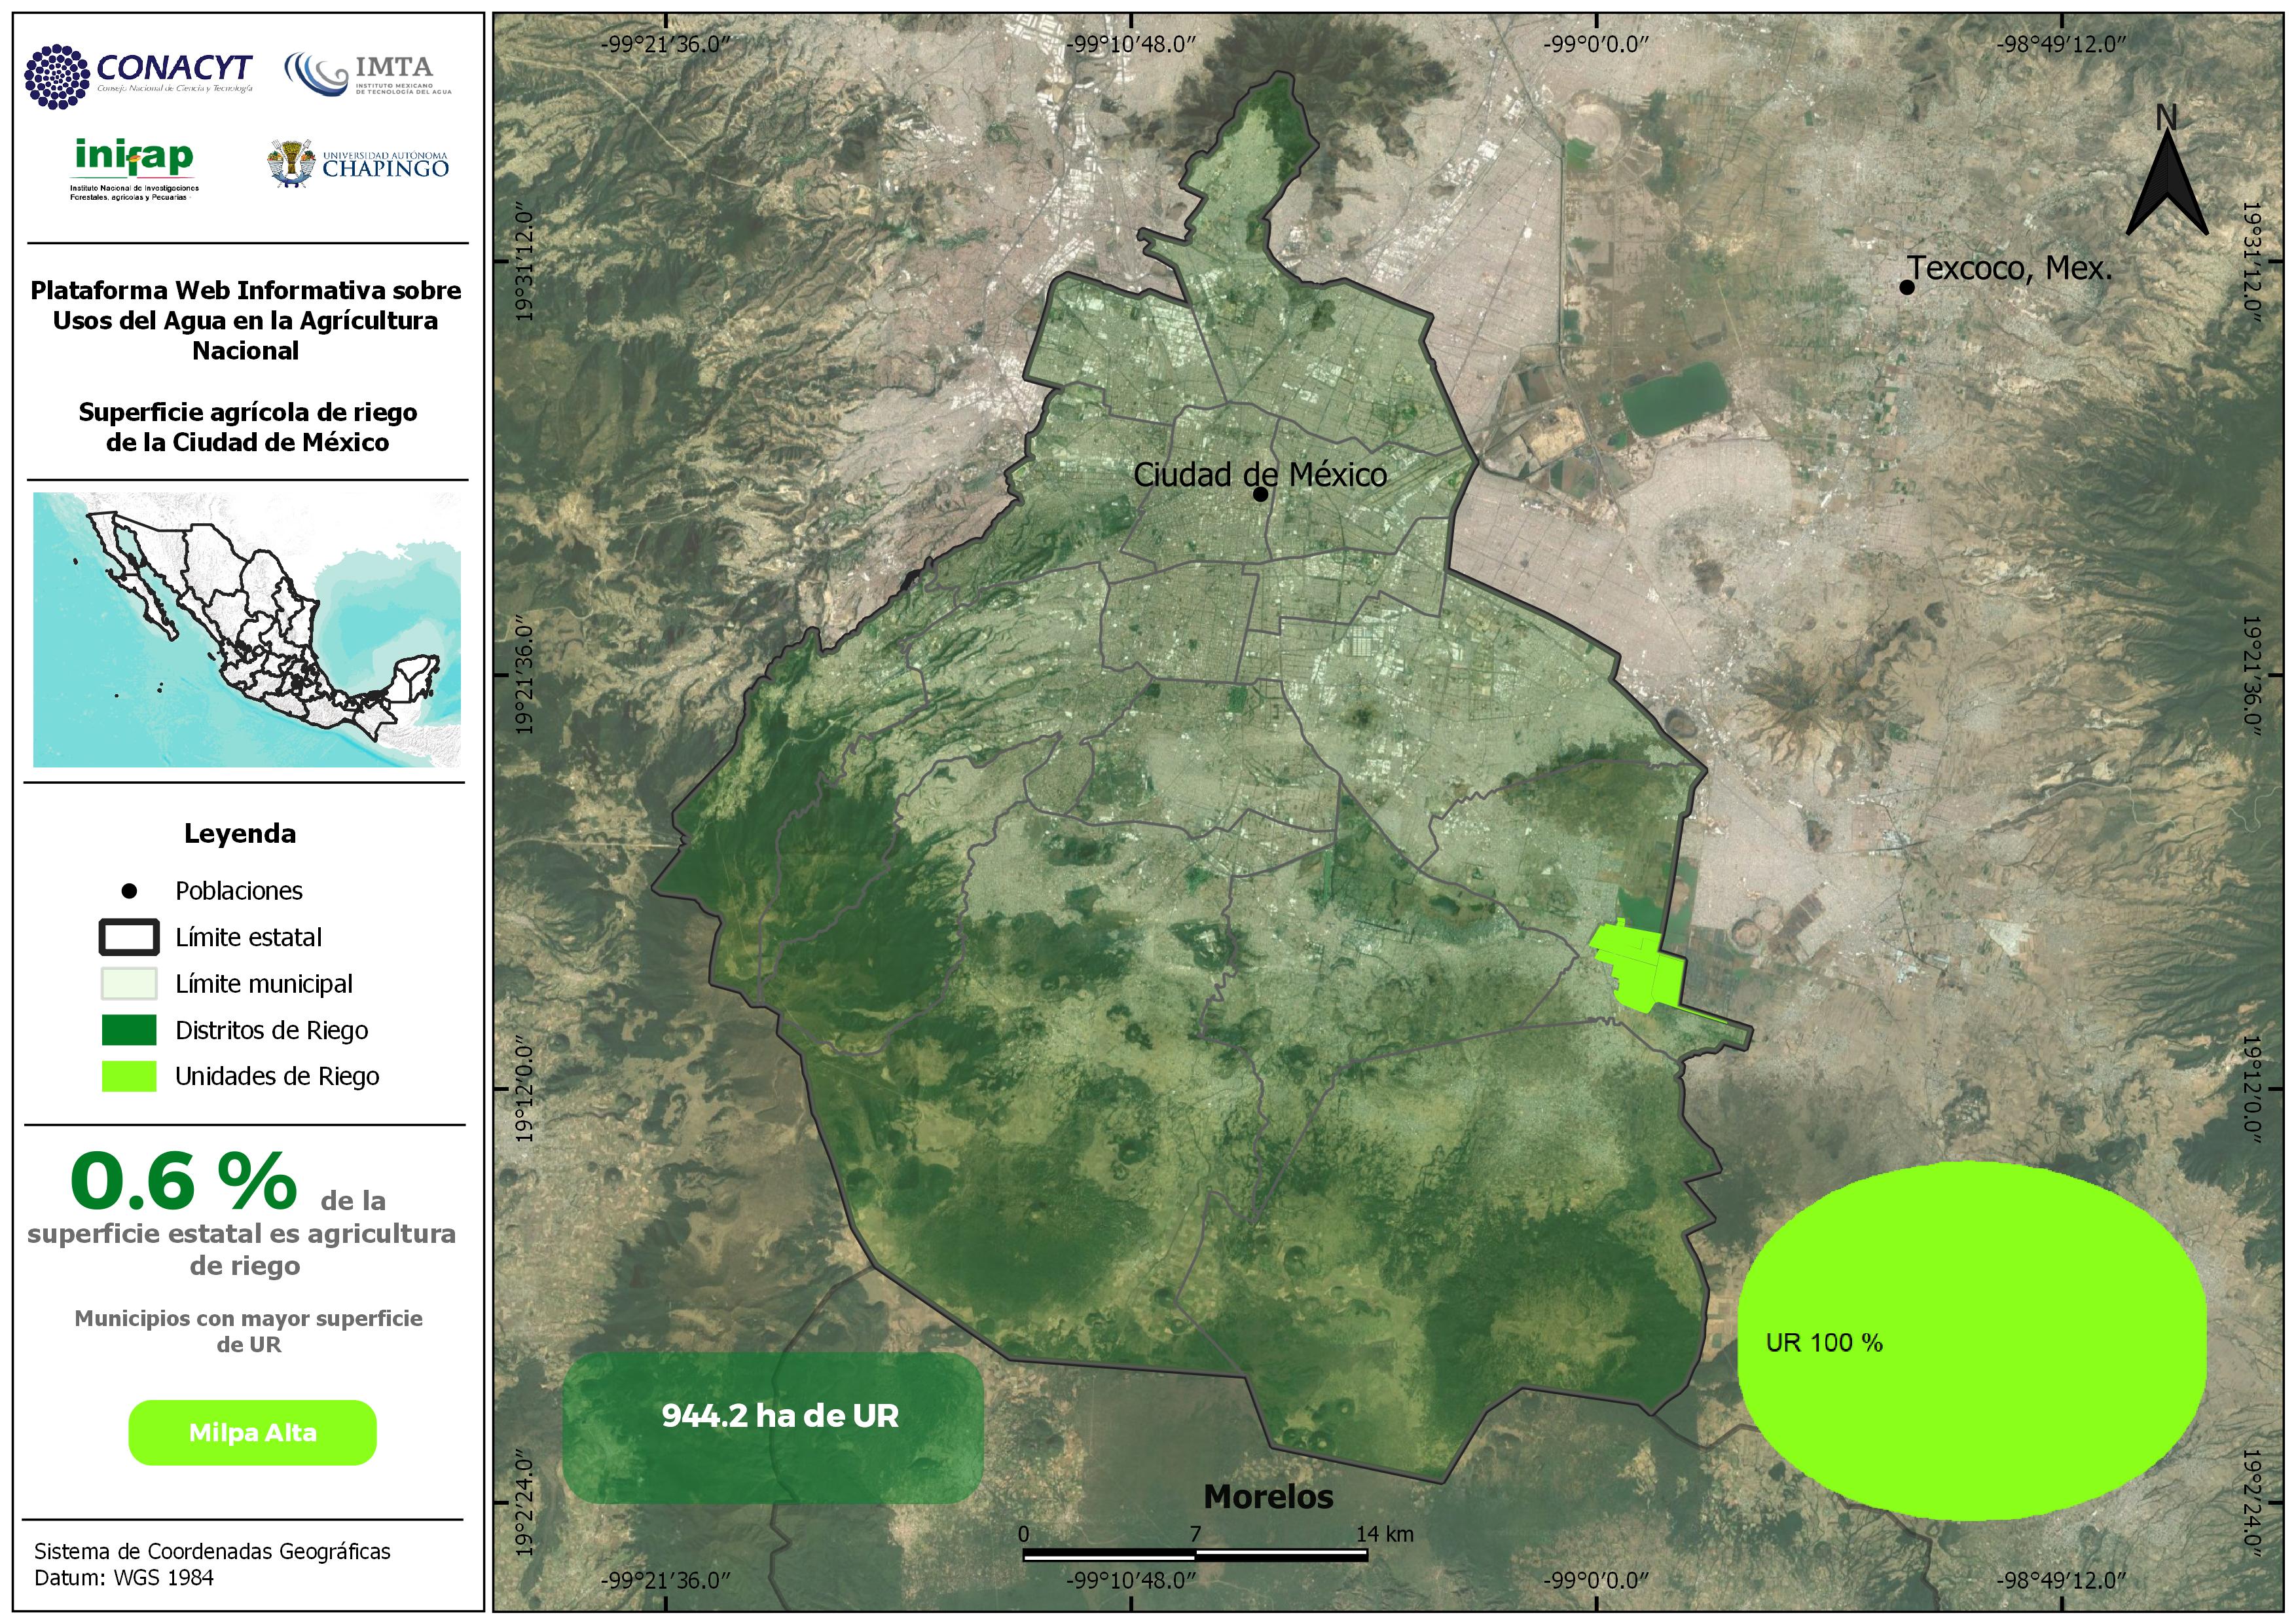 CONACYT
Consejo Nacional de Ciencia y Tecnología
IMTA
INSTITUTO MEXICANO
DE TECNOLOGÍA DEL AGUA
inifap
Instituto Nacional de Investigaciones
Forestales, agrícolas y Pecuarias -
UNIVERSIDAD AUTÓNOMA
CHAPINGO
Plataforma Web Informativa sobre
Usos del Agua en la Agrícultura
Nacional
Superficie agrícola de riego
de la Ciudad de México
Leyenda
Poblaciones
Límite estatal
Límite municipal
Distritos de Riego
Unidades de Riego
0.6 % de la
superficie estatal es agricultura
de riego
Municipios con mayor superficie
de UR
Milpa Alta
Sistema de Coordenadas Geográficas
Datum: WGS 1984
-99°21′36.0″
-99°10′48.0″
-99°0′0.0″
-98°49′12.0″
N
19°31′12.0″
19°31′12.0″
Texcoco, Mex.
Ciudad de México
19°21′36.0″
19°21′36.0″
19°12′0.0″
19°12′0.0″
UR 100 %
944.2 ha de UR
19°2′24.0″
19°2′24.0″
Morelos
0 7 14 km
-99°21′36.0″
-99°10′48.0″
-99°0′0.0″
-98°49′12.0″